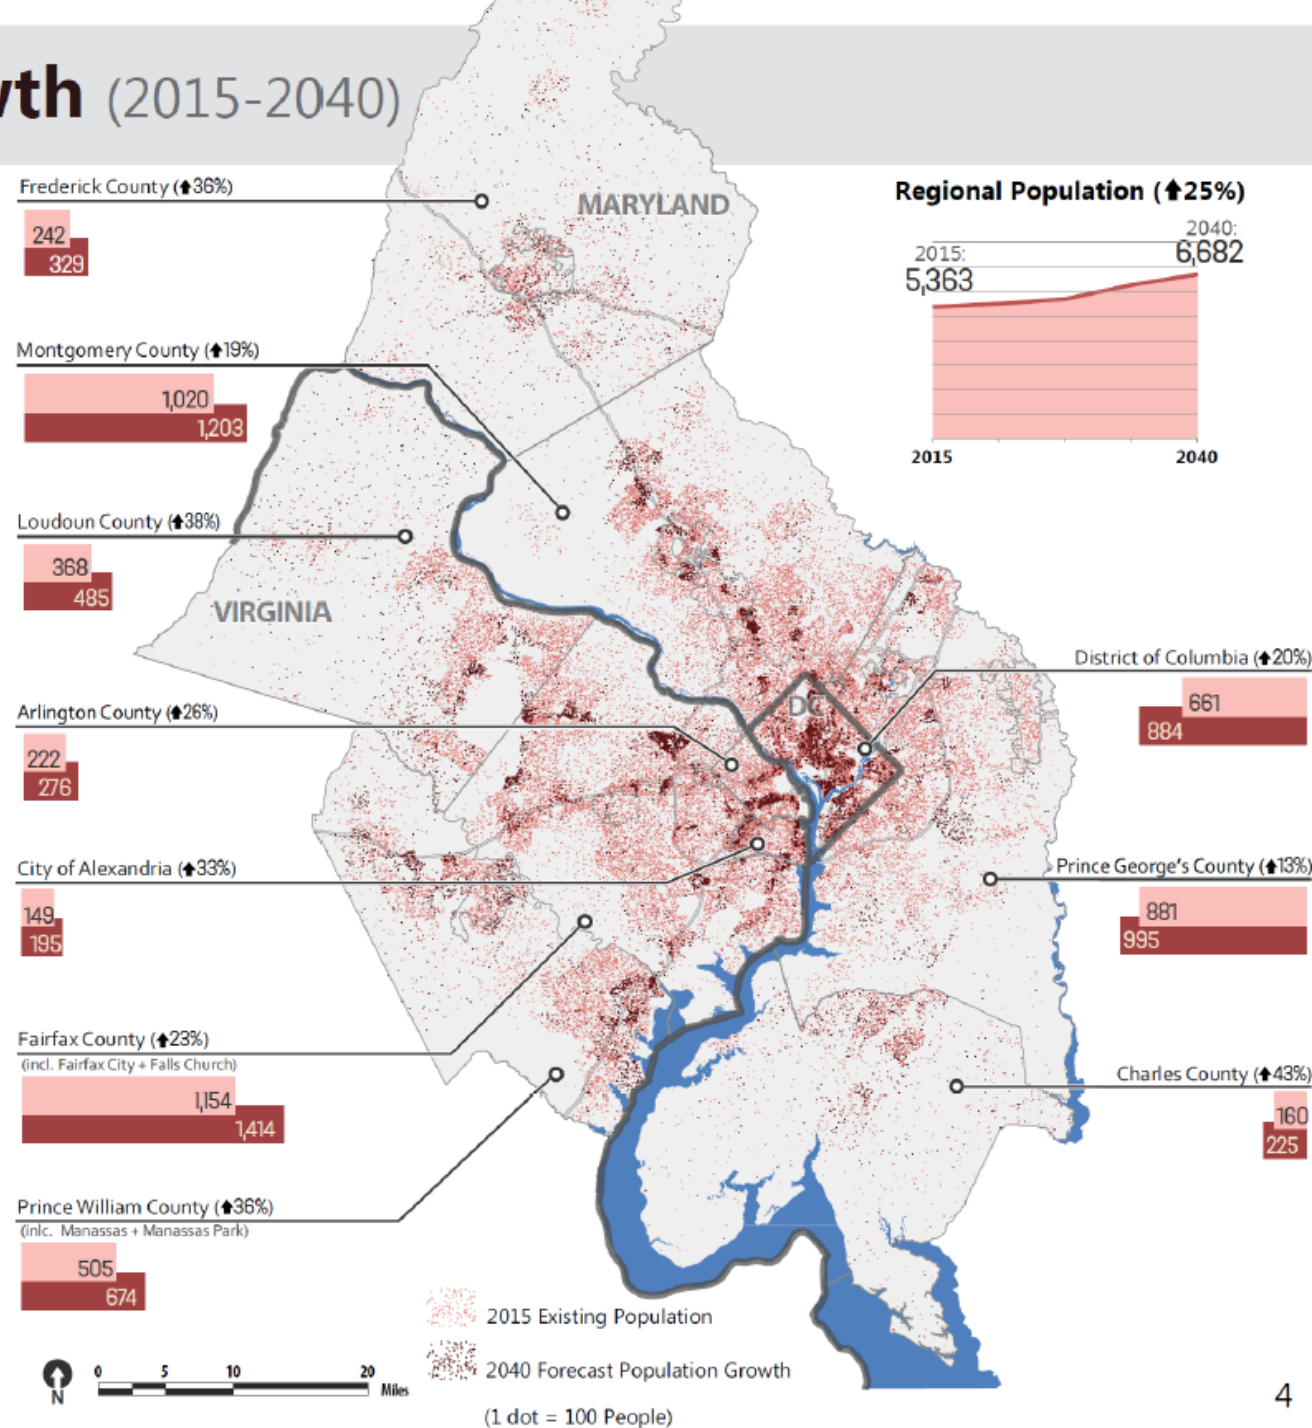 wth (2015-2040)
Frederick County (⬆36%)
242
329
MARYLAND
Regional Population (⬆25%)
2015:
5,363
2040:
6,682
2015 2040
Montgomery County (⬆19%)
1,020
1,203
Loudoun County (⬆38%)
368
485
VIRGINIA
District of Columbia (⬆20%)
661
884
DC
Arlington County (⬆26%)
222
276
City of Alexandria (⬆33%)
149
195
Prince George's County (⬆13%)
881
995
Fairfax County (⬆23%)
(incl. Fairfax City + Falls Church)
1,154
1,414
Charles County (⬆43%)
160
225
Prince William County (⬆36%)
(inlc. Manassas + Manassas Park)
505
674
2015 Existing Population
2040 Forecast Population Growth
(1 dot = 100 People)
N
0 5 10 20
Miles
4